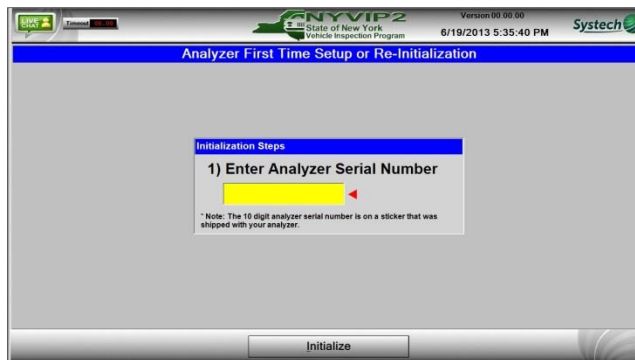 LIVE
CHAT
Timeout 00:00
NYVIP2
State of New York
Vehicle Inspection Program
Version 00.00.00
6/19/2013 5:35:40 PM
Systech
Analyzer First Time Setup or Re-Initialization
Initialization Steps
1) Enter Analyzer Serial Number
* Note: The 10 digit analyzer serial number is on a sticker that was
shipped with your analyzer.
Initialize